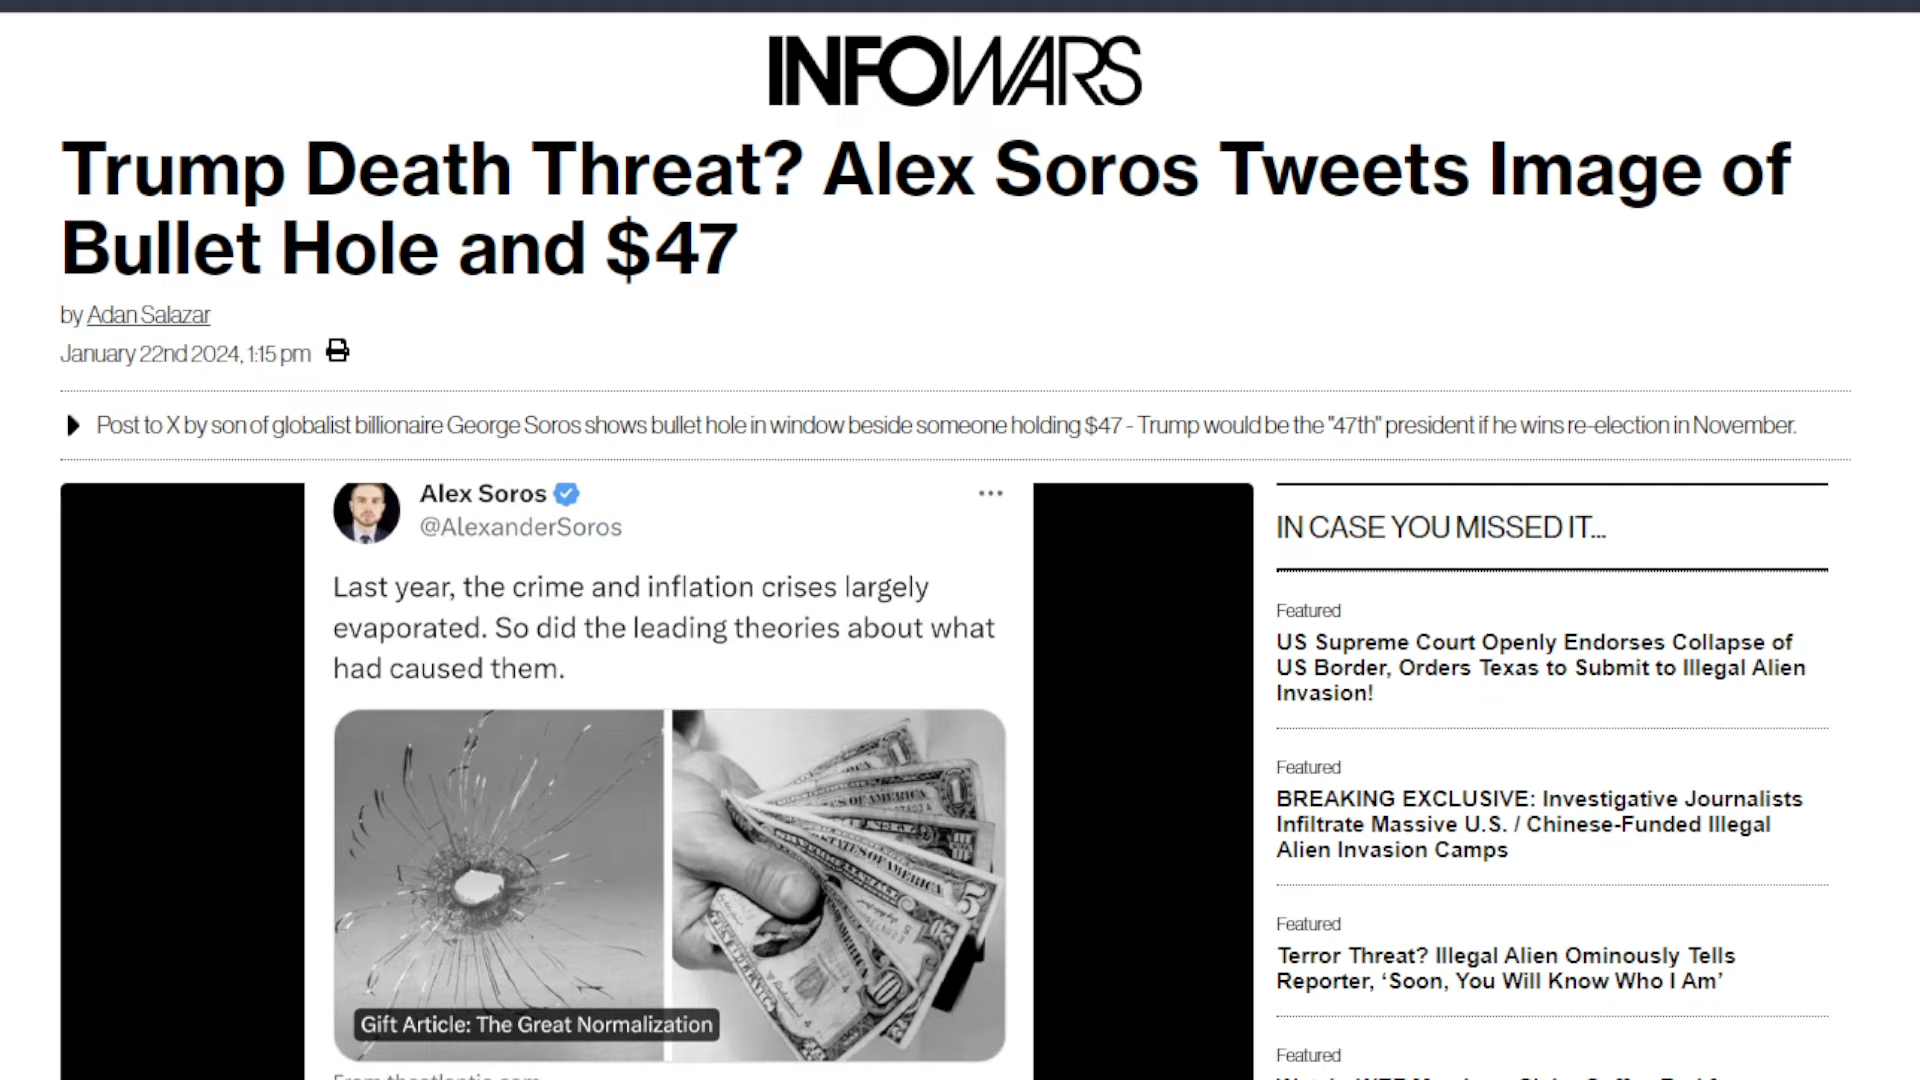 INFOWARS
Trump Death Threat? Alex Soros Tweets Image of
Bullet Hole and $47
by Adan Salazar
January 22nd 2024, 1:15 pm
Post to X by son of globalist billionaire George Soros shows bullet hole in window beside someone holding $47 - Trump would be the "47th" president if he wins re-election in November.
Alex Soros
@AlexanderSoros
Last year, the crime and inflation crises largely
evaporated. So did the leading theories about what
had caused them.
Gift Article: The Great Normalization
From theatlantic.com
IN CASE YOU MISSED IT...
Featured
US Supreme Court Openly Endorses Collapse of
US Border, Orders Texas to Submit to Illegal Alien
Invasion!
Featured
BREAKING EXCLUSIVE: Investigative Journalists
Infiltrate Massive U.S. / Chinese-Funded Illegal
Alien Invasion Camps
Featured
Terror Threat? Illegal Alien Ominously Tells
Reporter, ‘Soon, You Will Know Who I Am’
Featured